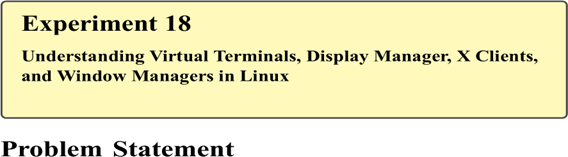 Experiment 18
Understanding Virtual Terminals, Display Manager, X Clients,
and Window Managers in Linux
Problem Statement